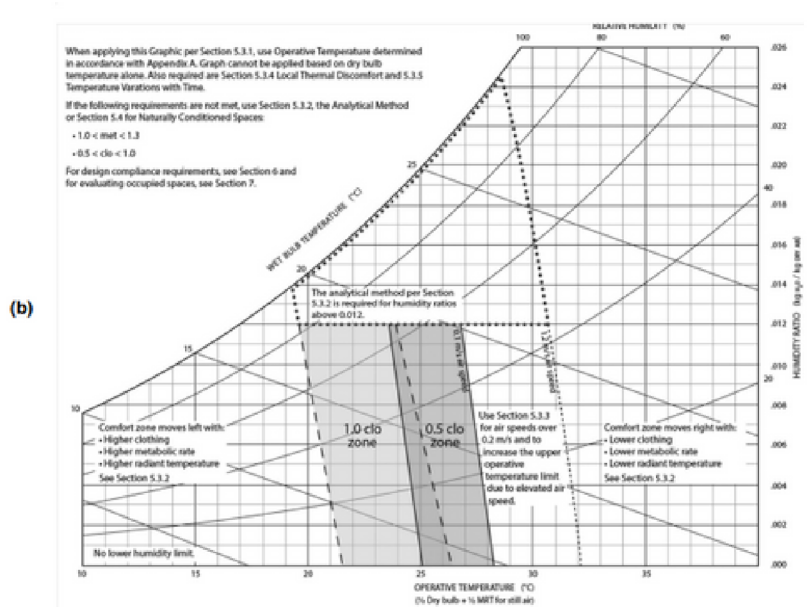 RELATIVE HUMIDITY (%)
100
80
60
When applying this Graphic per Section 5.3.1, use Operative Temperature determined
in accordance with Appendix A. Graph cannot be applied based on dry bulb
temperature alone. Also required are Section 5.3.4 Local Thermal Discomfort and 5.3.5
Temperature Varations with Time.
If the following requirements are not met, use Section 5.3.2, the Analytical Method
or Section 5.4 for Naturally Conditioned Spaces:
• 1.0 < met < 1.3
• 0.5 < clo < 1.0
For design compliance requirements, see Section 6 and
for evaluating occupied spaces, see Section 7.
.026
.024
.022
.020
.018
.016
.014
.012
.010
.008
.006
.004
.002
.000
40
20
HUMIDITY RATIO
WET BULB TEMPERATURE (°C)
25
20
15
10
(b)
The analytical method per Section
5.3.2 is required for humidity ratios
above 0.012.
0.1 m/s air speed
1.2 m/s air speed
1.0 clo
zone
0.5 clo
zone
Comfort zone moves left with:
• Higher clothing
• Higher metabolic rate
• Higher radiant temperature
See Section 5.3.2
Use Section 5.3.3
for air speeds over
0.2 m/s and to
increase the upper
operative
temperature limit
due to elevated air
speed.
Comfort zone moves right with:
• Lower clothing
• Lower metabolic rate
• Lower radiant temperature
See Section 5.3.2
No lower humidity limit.
10
15
20
25
30
35
OPERATIVE TEMPERATURE (°C)
(½ Dry bulb + ½ MRT for still air)